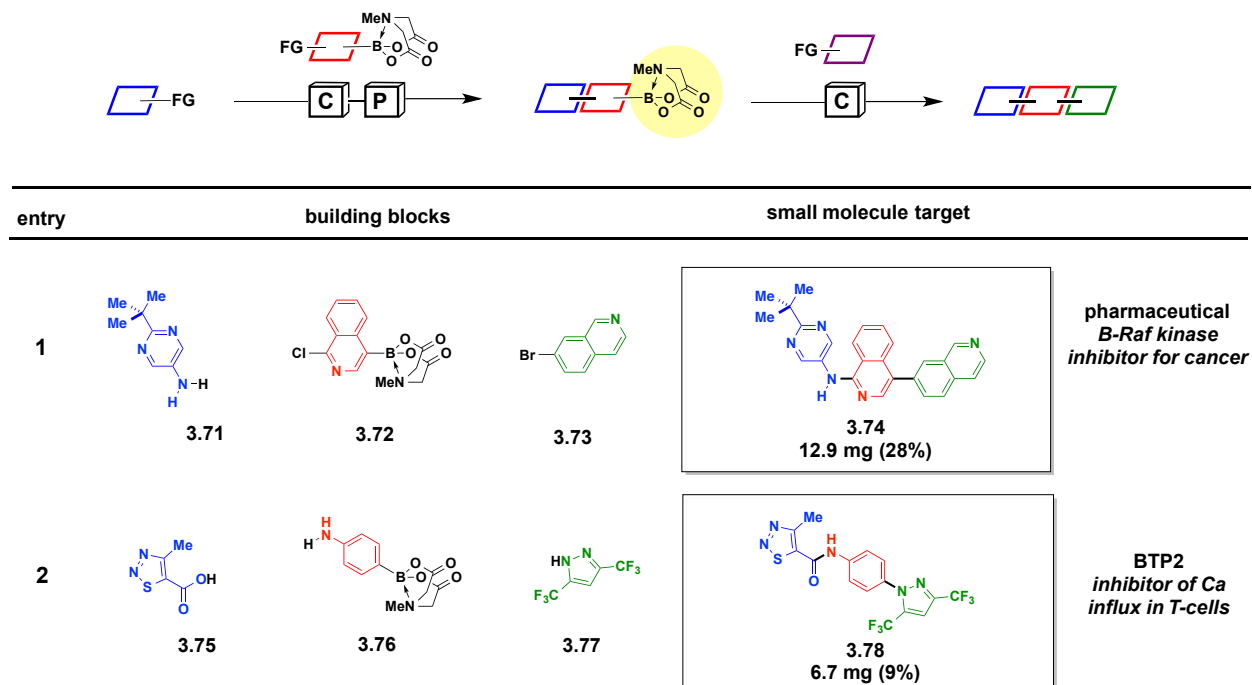 FG
MeN
B
O
O
O
O
FG
C
P
FG
MeN
B
O
O
O
O
FG
C
entry
building blocks
small molecule target
1
Me
Me
Me
N
N
N
H
H
3.71
Cl
N
B
O
O
O
O
MeN
3.72
Br
N
3.73
Me
Me
Me
N
N
N
H
N
N
3.74
12.9 mg (28%)
pharmaceutical
B-Raf kinase
inhibitor for cancer
2
N
N
S
Me
OH
O
3.75
H
N
H
B
O
O
O
O
MeN
3.76
HN
N
CF3
CF3
3.77
N
N
S
Me
H
N
O
N
N
CF3
CF3
3.78
6.7 mg (9%)
BTP2
inhibitor of Ca
influx in T-cells